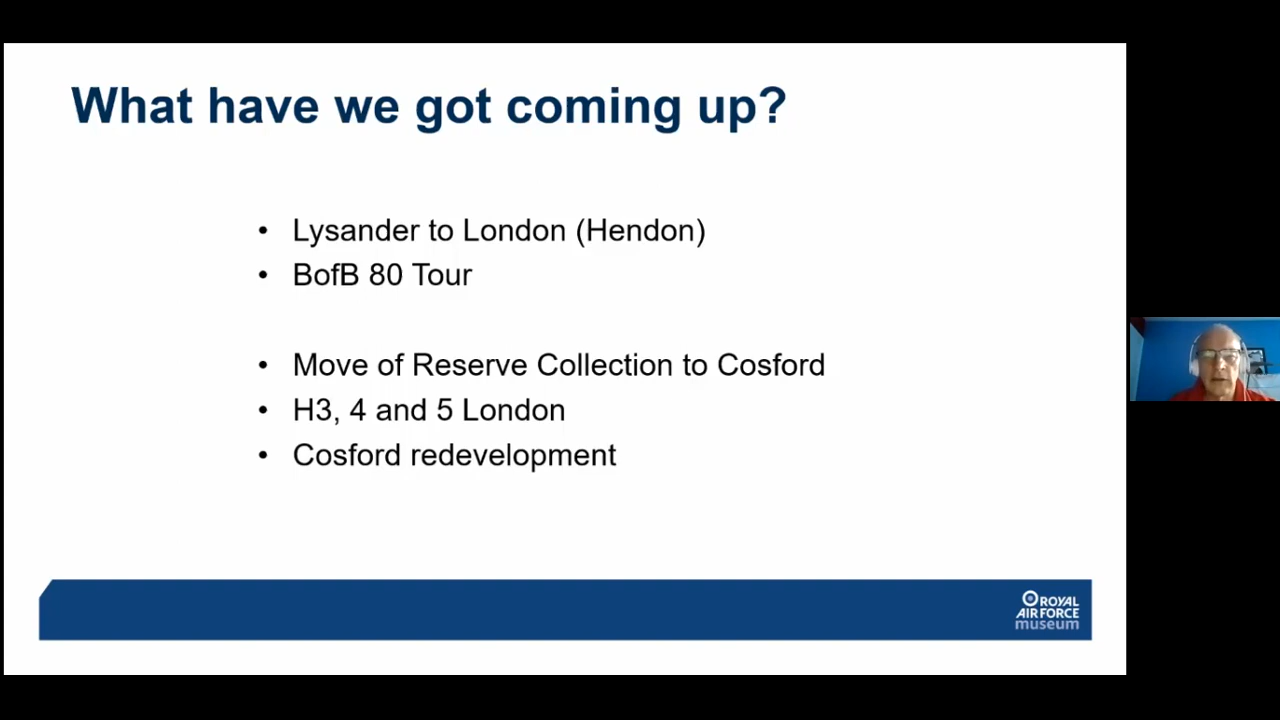 What have we got coming up?
• Lysander to London (Hendon)
• BofB 80 Tour
• Move of Reserve Collection to Cosford
• H3, 4 and 5 London
• Cosford redevelopment
ROYAL
AIR FORCE
museum